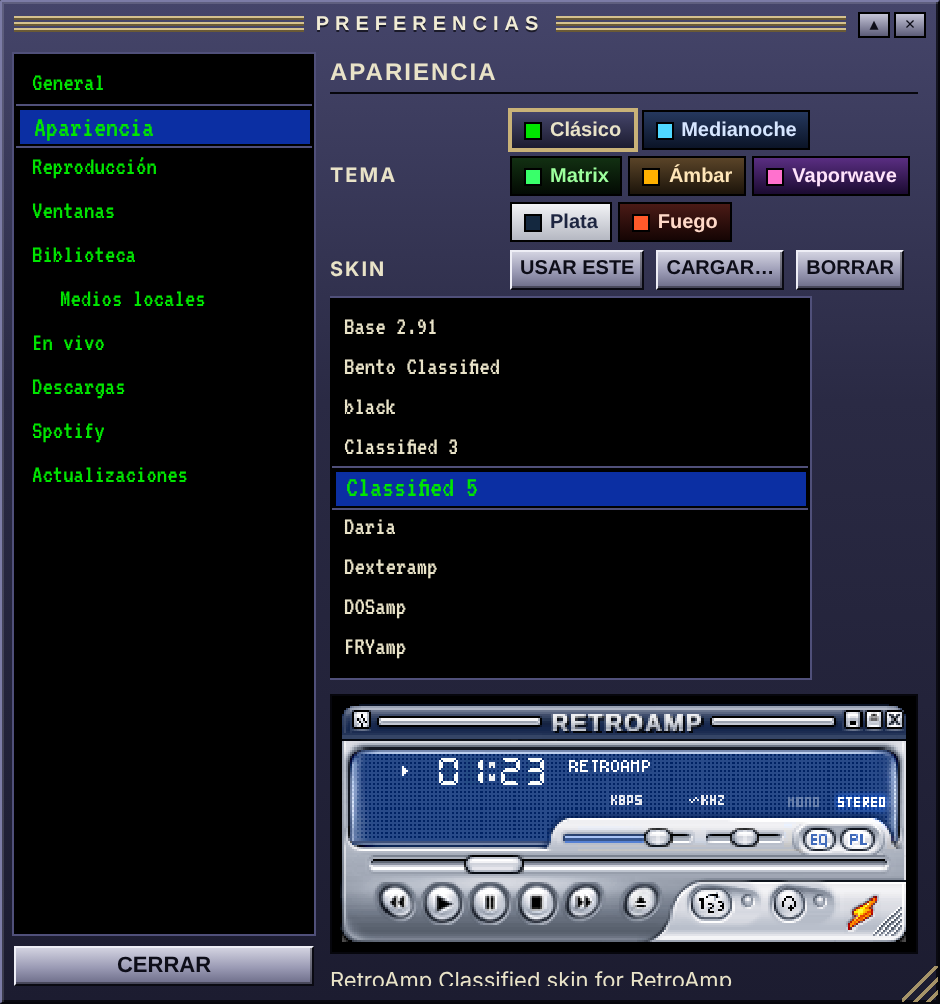 PREFERENCIAS
General
Apariencia
Reproducción
Ventanas
Biblioteca
Medios locales
En vivo
Descargas
Spotify
Actualizaciones
CERRAR
APARIENCIA
TEMA
Clásico
Medianoche
Matrix
Ámbar
Vaporwave
Plata
Fuego
SKIN
USAR ESTE
CARGAR...
BORRAR
Base 2.91
Bento Classified
black
Classified 3
Classified 5
Daria
Dexteramp
DOSamp
FRYamp
RETROAMP
01:23
RETROAMP
KBPS
KHZ
MONO
STEREO
EQ
PL
123
RetroAmp Classified skin for RetroAmp